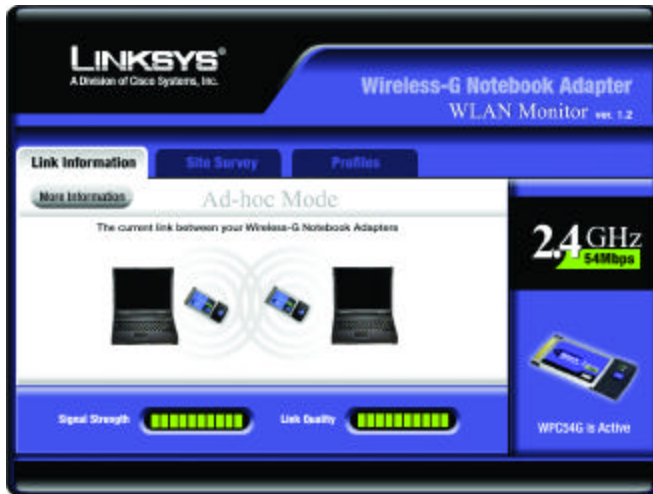 LINKSYS®
A Division of Cisco Systems, Inc.
Wireless-G Notebook Adapter
WLAN Monitor ver. 1.2
Link Information
Site Survey
Profiles
More Information
Ad-hoc Mode
The current link between your Wireless-G Notebook Adapters
2.4 GHz
54Mbps
Signal Strength
Link Quality
WPC54G is Active